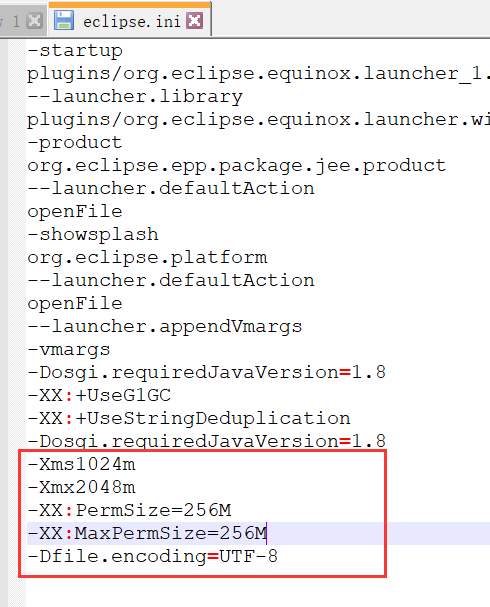 1
eclipse.ini
-startup
plugins/org.eclipse.equinox.launcher_1.
--launcher.library
plugins/org.eclipse.equinox.launcher.wi
-product
org.eclipse.epp.package.jee.product
--launcher.defaultAction
openFile
-showsplash
org.eclipse.platform
--launcher.defaultAction
openFile
--launcher.appendVmargs
-vmargs
-Dosgi.requiredJavaVersion=1.8
-XX:+UseG1GC
-XX:+UseStringDeduplication
-Dosgi.requiredJavaVersion=1.8
-Xms1024m
-Xmx2048m
-XX:PermSize=256M
-XX:MaxPermSize=256M
-Dfile.encoding=UTF-8